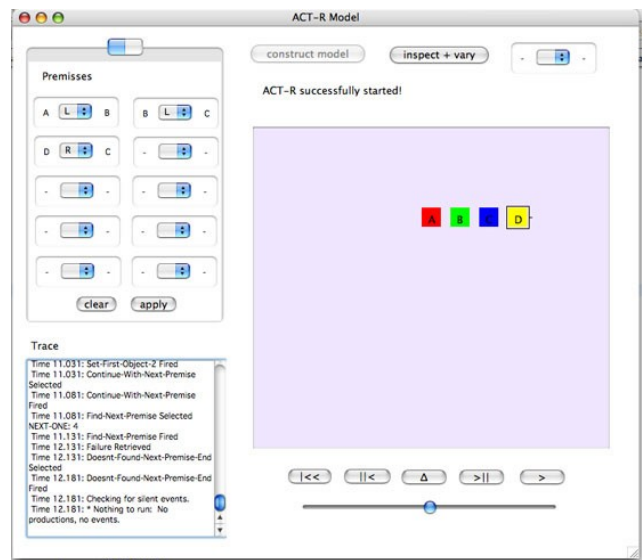 ACT-R Model
Premisses
A L B
B L C
D R C
- -
- -
- -
- -
- -
- -
- -
clear apply
Trace
Time 11.031: Set-First-Object-2 Fired
Time 11.031: Continue-With-Next-Premise
Selected
Time 11.081: Continue-With-Next-Premise
Fired
Time 11.081: Find-Next-Premise Selected
NEXT-ONE: 4
Time 11.131: Find-Next-Premise Fired
Time 12.131: Failure Retrieved
Time 12.131: Doesnt-Found-Next-Premise-End
Selected
Time 12.181: Doesnt-Found-Next-Premise-End
Fired
Time 12.181: Checking for silent events.
Time 12.181: * Nothing to run: No
productions, no events.
construct model inspect + vary - -
ACT-R successfully started!
A B C D
|<< ||< Δ >|| >